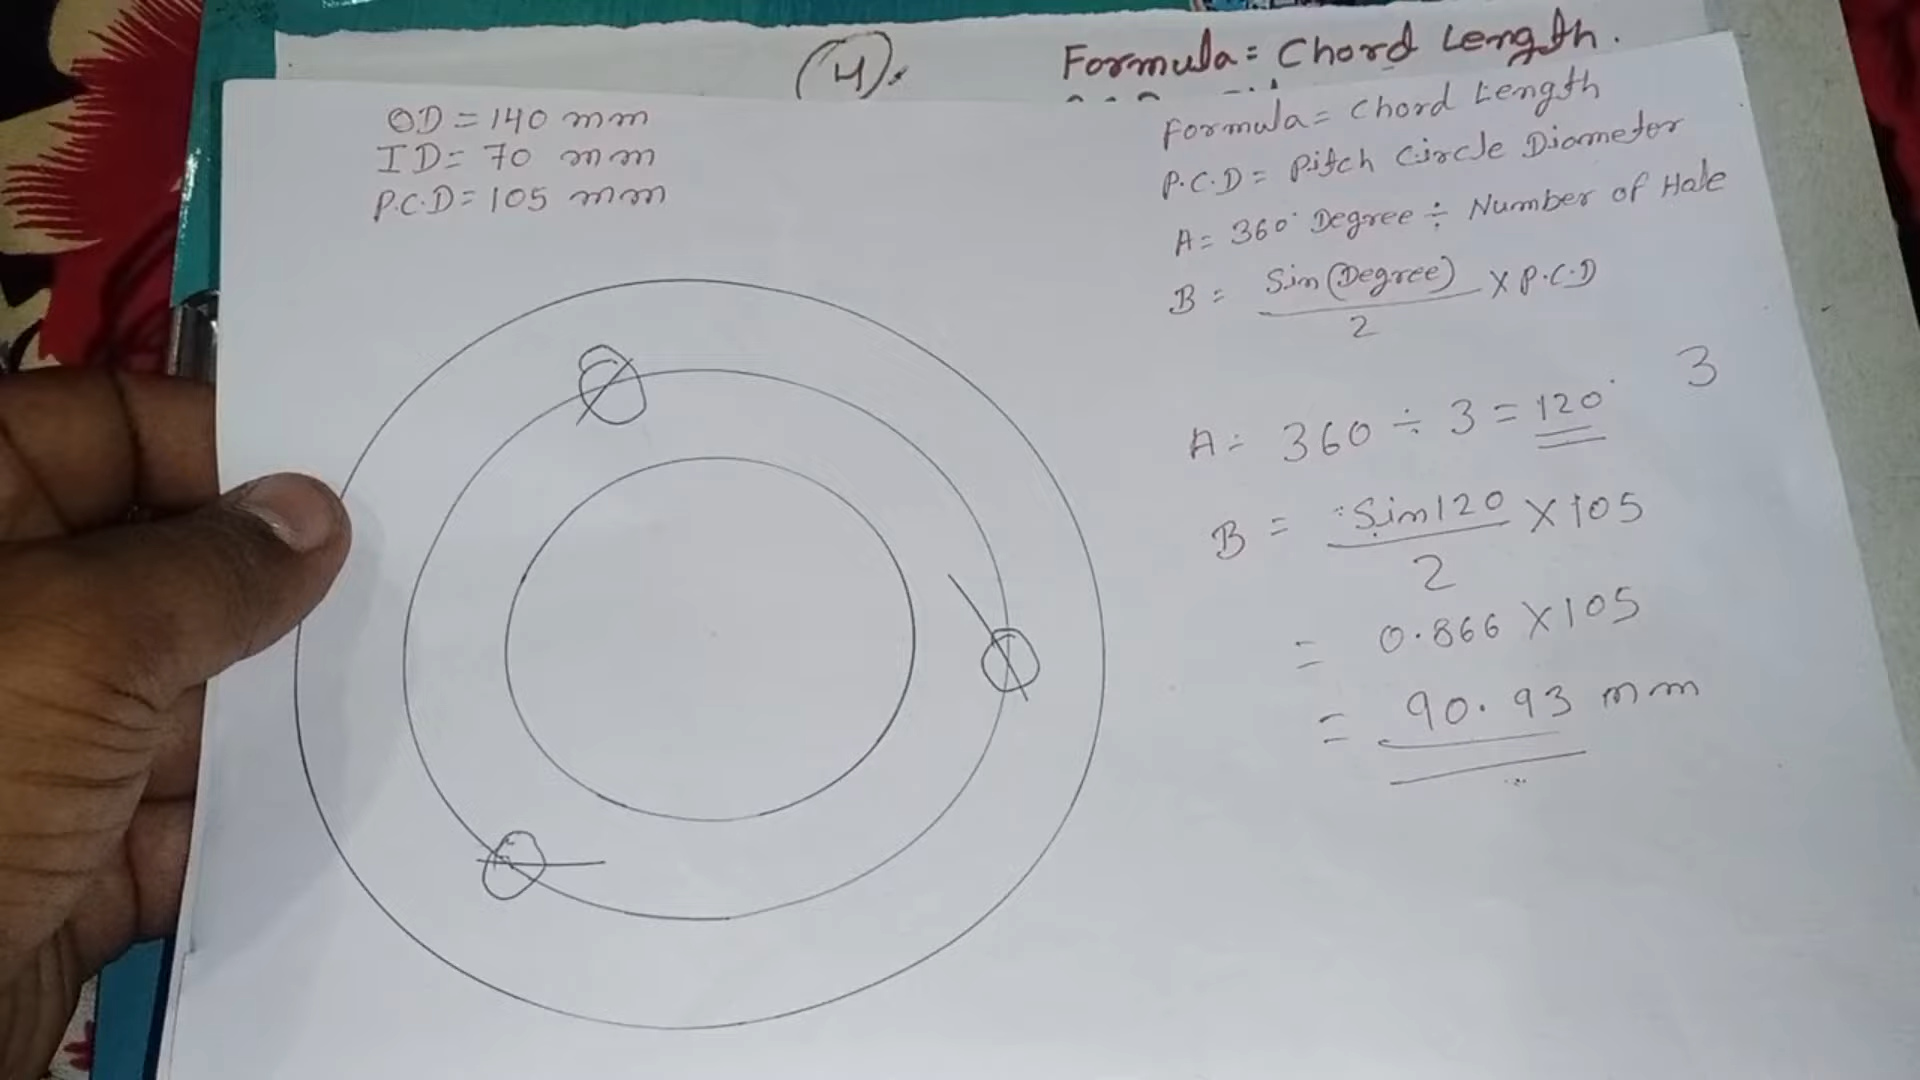 (4).
Formula = Chord Length.
OD = 140 mm
ID = 70 mm
P.C.D = 105 mm
Formula = Chord Length
P.C.D = Pitch Circle Diameter
A = 360° Degree ÷ Number of Hole
B = Sin (Degree) / 2 × P.C.D
3
A = 360 ÷ 3 = 120°
B = Sin 120 / 2 × 105
= 0.866 × 105
= 90.93 mm